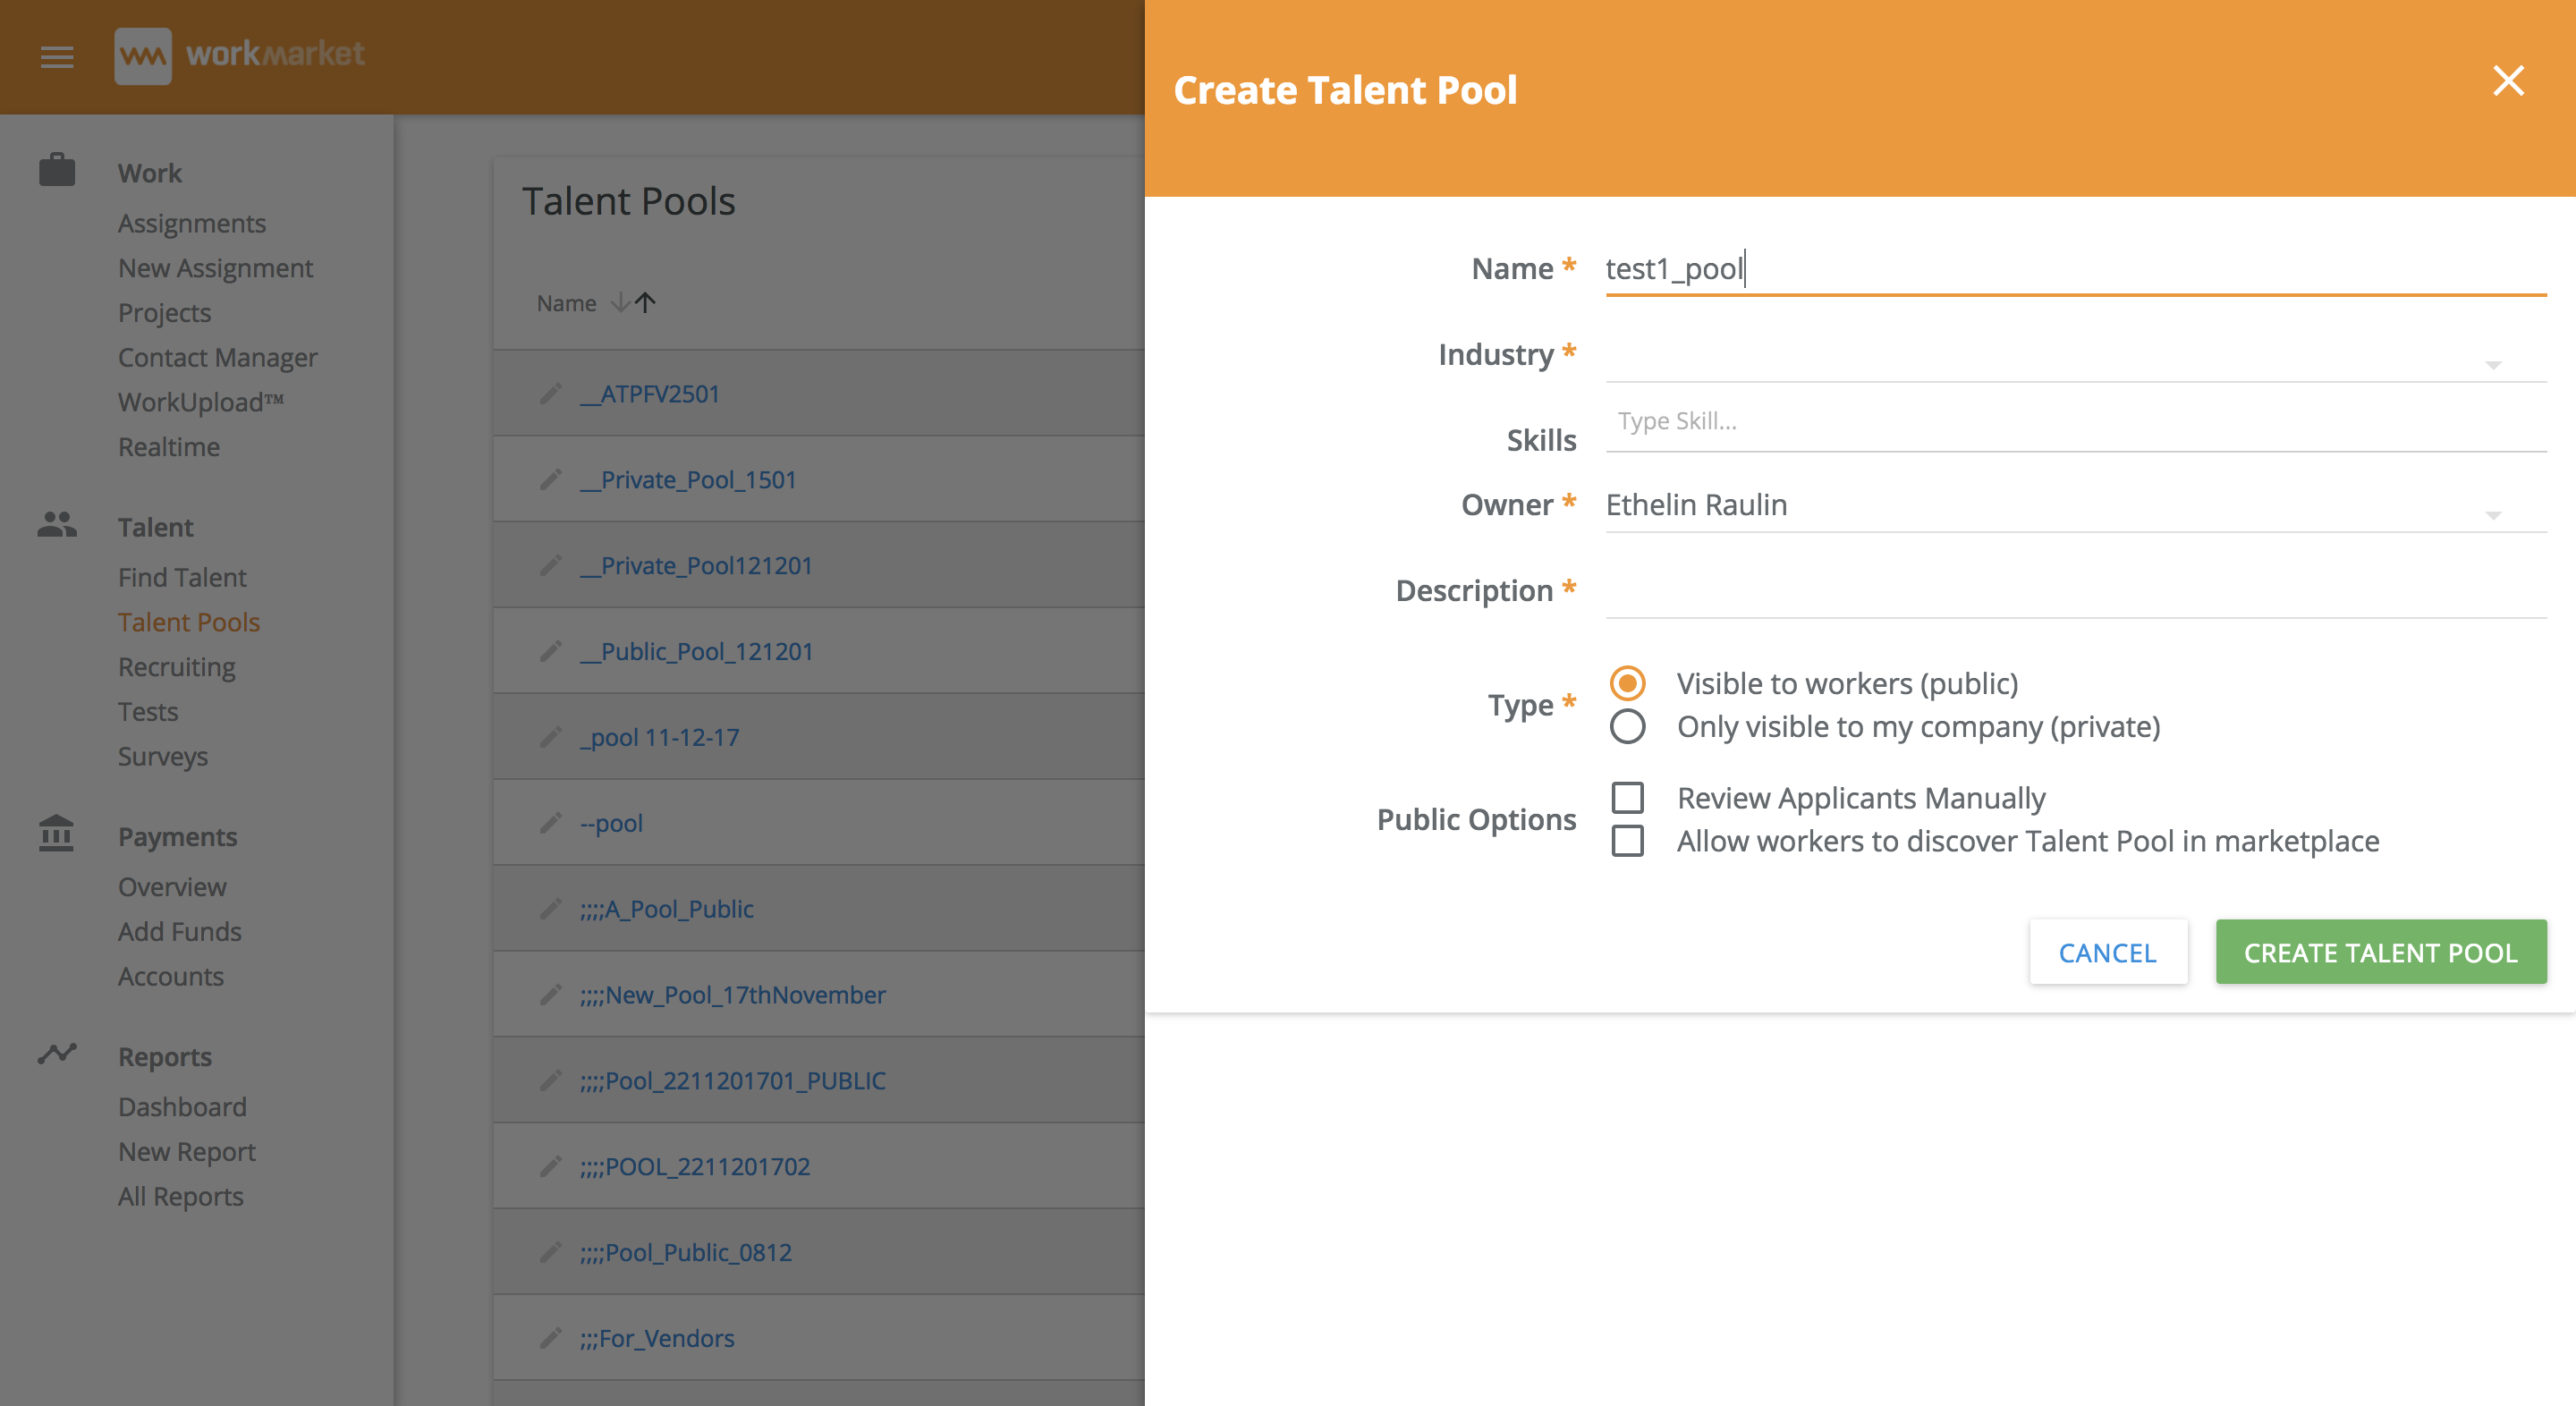 workmarket
Work
Assignments
New Assignment
Projects
Contact Manager
WorkUpload™
Realtime
Talent
Find Talent
Talent Pools
Recruiting
Tests
Surveys
Payments
Overview
Add Funds
Accounts
Reports
Dashboard
New Report
All Reports
Talent Pools
Name
__ATPFV2501
__Private_Pool_1501
__Private_Pool121201
__Public_Pool_121201
_pool 11-12-17
--pool
;;;;A_Pool_Public
;;;;New_Pool_17thNovember
;;;;Pool_2211201701_PUBLIC
;;;;POOL_2211201702
;;;;Pool_Public_0812
;;;For_Vendors
Create Talent Pool
Name * test1_pool
Industry *
Skills Type Skill...
Owner * Ethelin Raulin
Description *
Type * Visible to workers (public)
Only visible to my company (private)
Public Options Review Applicants Manually
Allow workers to discover Talent Pool in marketplace
CANCEL CREATE TALENT POOL